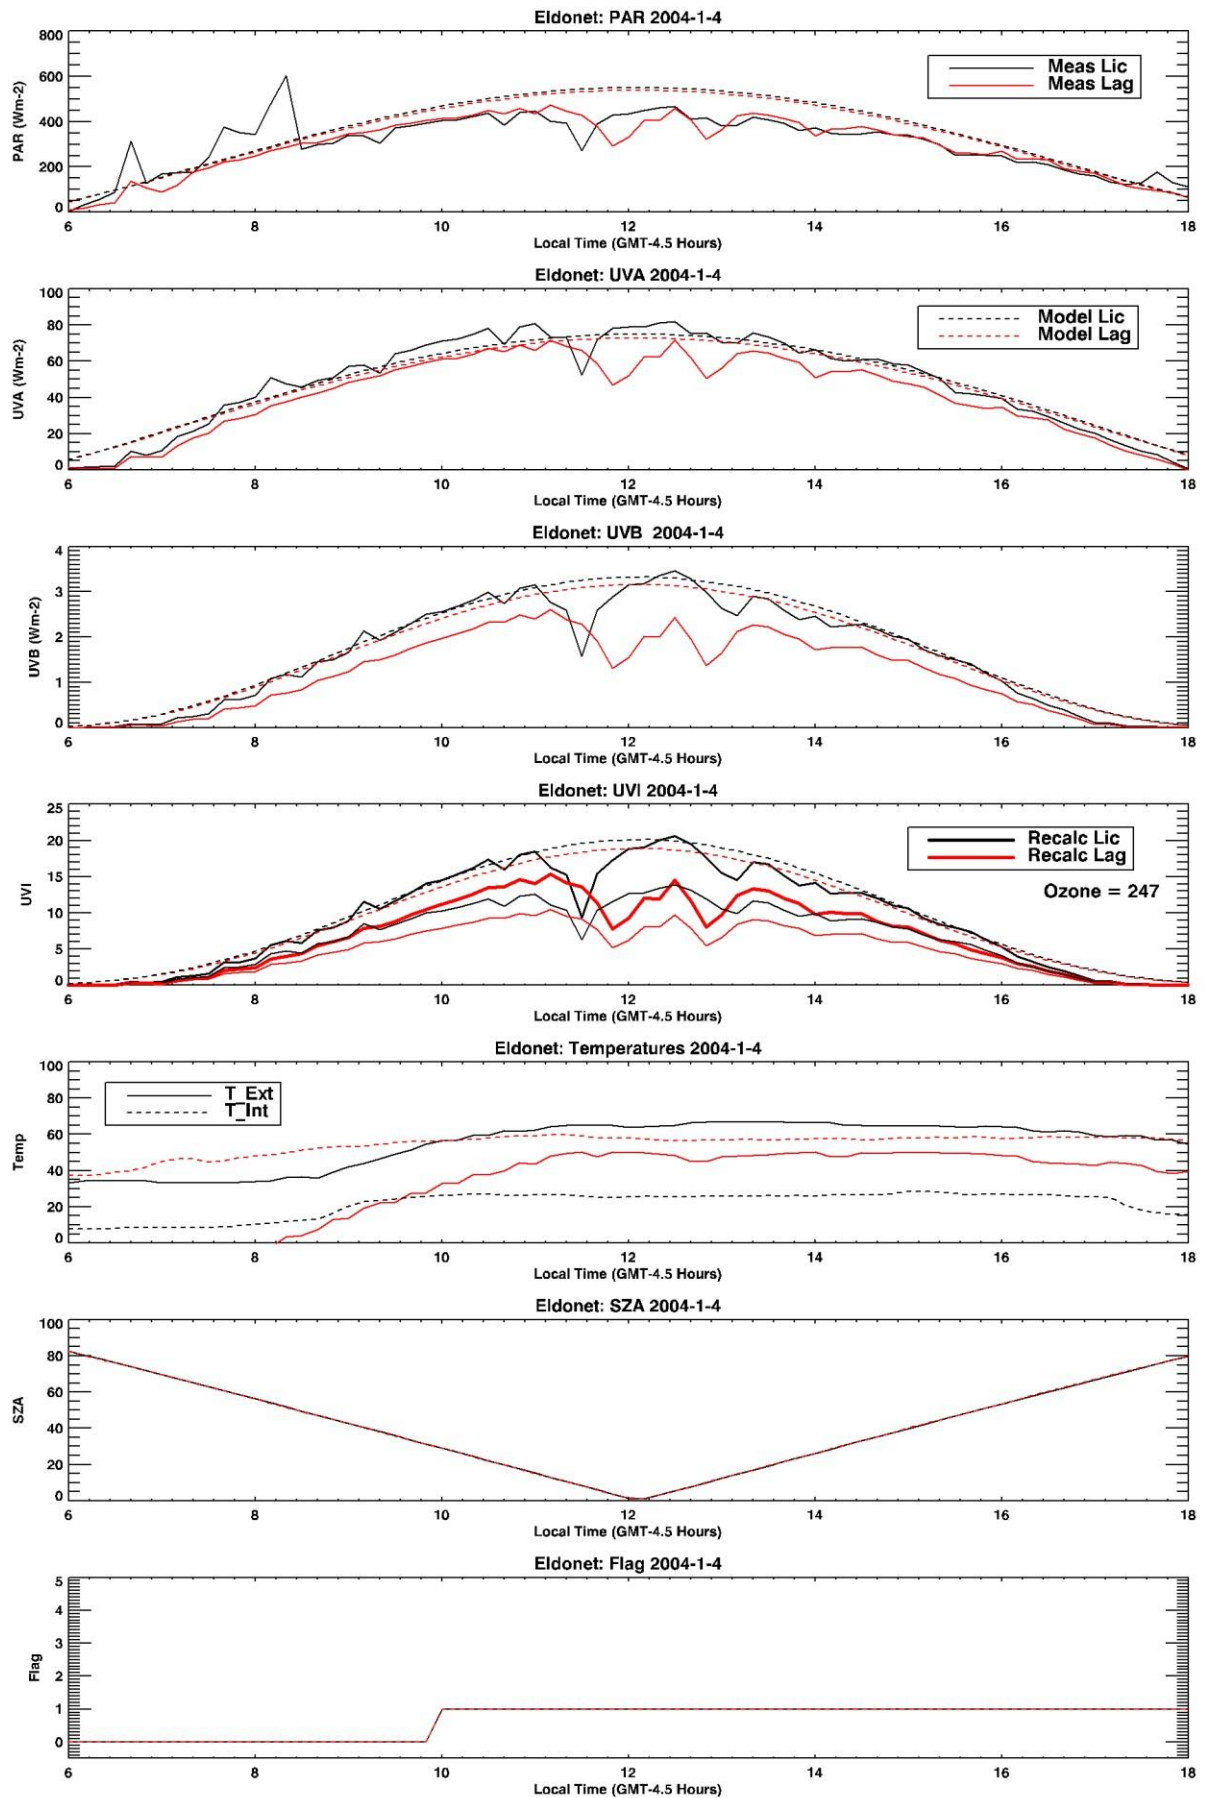 Eldonet: PAR 2004-1-4
800
600
400
200
0
PAR (Wm-2)
Meas Lic
Meas Lag
6 8 10 12 14 16 18
Local Time (GMT-4.5 Hours)
Eldonet: UVA 2004-1-4
100
80
60
40
20
0
UVA (Wm-2)
Model Lic
Model Lag
6 8 10 12 14 16 18
Local Time (GMT-4.5 Hours)
Eldonet: UVB 2004-1-4
4
3
2
1
0
UVB (Wm-2)
6 8 10 12 14 16 18
Local Time (GMT-4.5 Hours)
Eldonet: UVI 2004-1-4
25
20
15
10
5
0
UVI
Recalc Lic
Recalc Lag
Ozone = 247
6 8 10 12 14 16 18
Local Time (GMT-4.5 Hours)
Eldonet: Temperatures 2004-1-4
100
80
60
40
20
0
Temp
T_Ext
T_Int
6 8 10 12 14 16 18
Local Time (GMT-4.5 Hours)
Eldonet: SZA 2004-1-4
100
80
60
40
20
0
SZA
6 8 10 12 14 16 18
Local Time (GMT-4.5 Hours)
Eldonet: Flag 2004-1-4
5
4
3
2
1
0
Flag
6 8 10 12 14 16 18
Local Time (GMT-4.5 Hours)